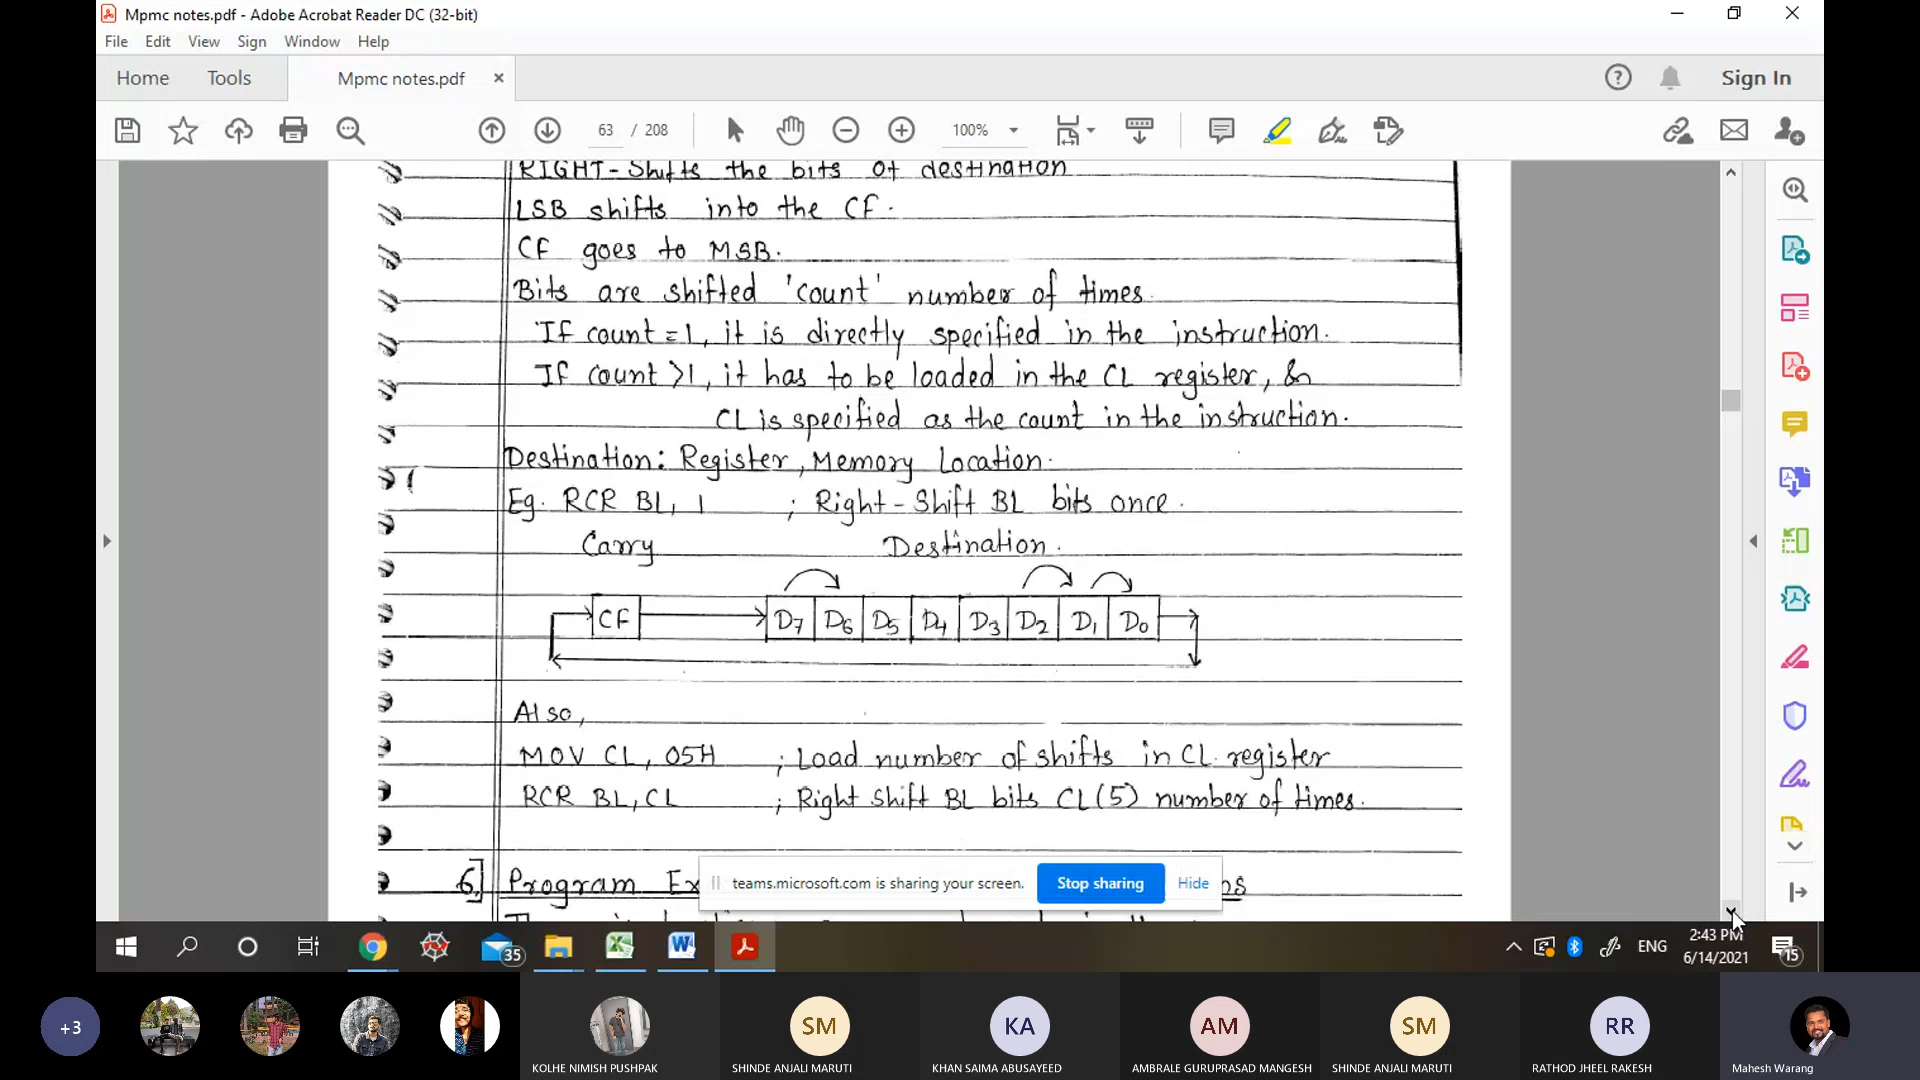 Mpmc notes.pdf - Adobe Acrobat Reader DC (32-bit)
File Edit View Sign Window Help
Home Tools Mpmc notes.pdf × Sign In
63 / 208 100%
RIGHT-Shifts the bits of destination
LSB shifts into the CF.
CF goes to MSB.
Bits are shifted 'count' number of times.
If count = 1, it is directly specified in the instruction.
If count >1, it has to be loaded in the CL register, &
CL is specified as the count in the instruction.
Destination: Register, Memory Location.
Eg. RCR BL, 1 ; Right-Shift BL bits once.
Carry Destination.
CF D7 D6 D5 D4 D3 D2 D1 D0
Also,
MOV CL, 05H ; Load number of shifts in CL register
RCR BL, CL ; Right Shift BL bits CL(5) number of times.
6] Program
teams.microsoft.com is sharing your screen. Stop sharing Hide
35
ENG 2:43 PM
6/14/2021 15
+3 SM KA AM SM RR
KOLHE NIMISH PUSHPAK SHINDE ANJALI MARUTI KHAN SAIMA ABUSAYEED AMBRALE GURUPRASAD MANGESH SHINDE ANJALI MARUTI RATHOD JHEEL RAKESH Mahesh Warang